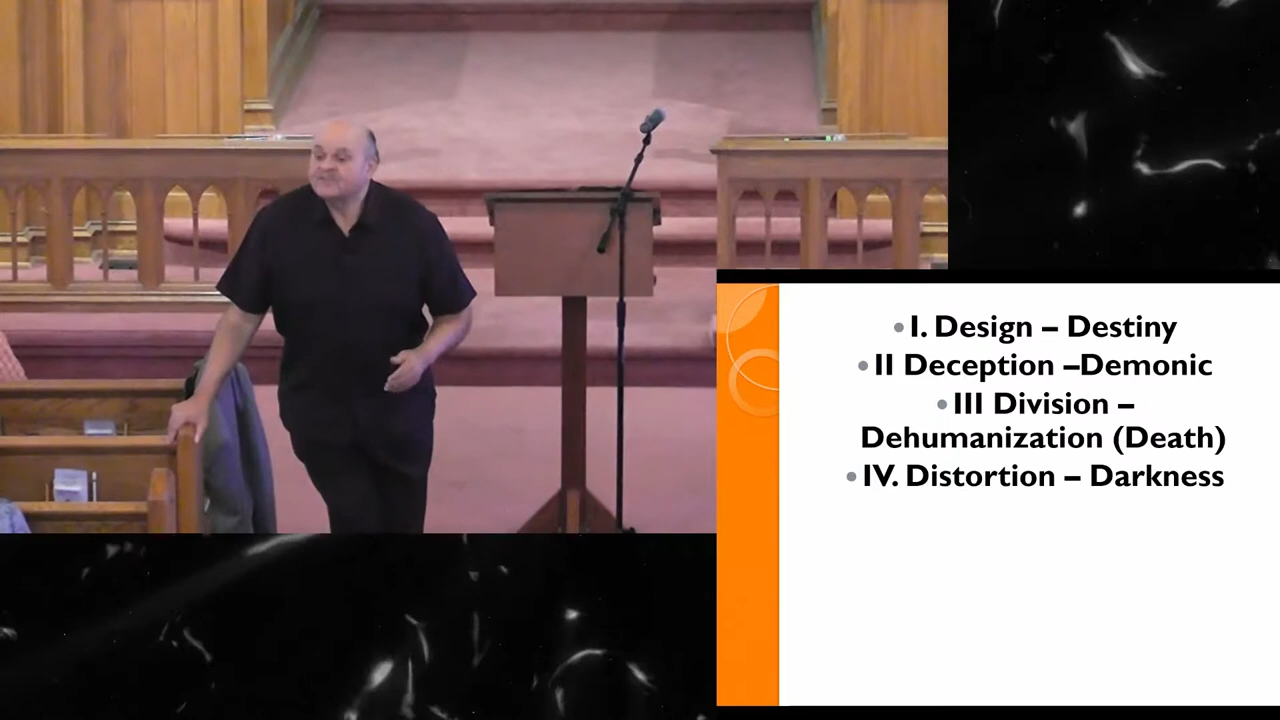 • I. Design – Destiny
• II Deception –Demonic
• III Division –
Dehumanization (Death)
• IV. Distortion – Darkness